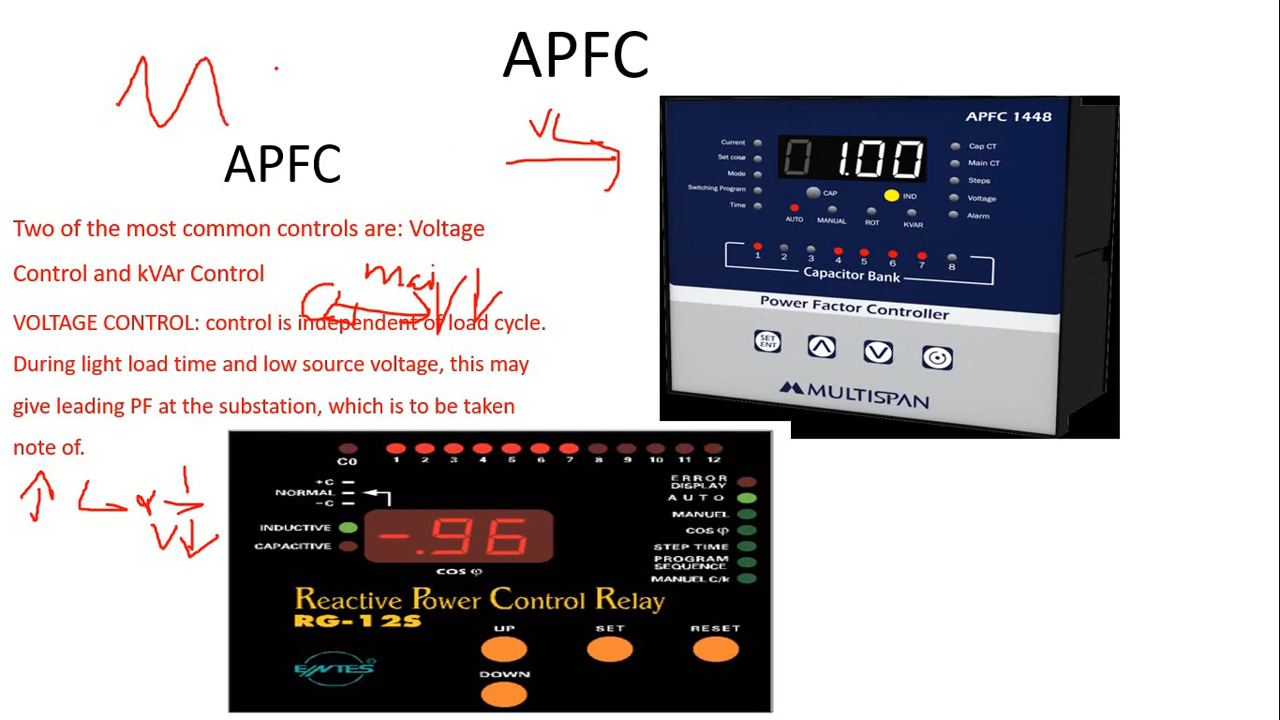 APFC
APFC
Two of the most common controls are: Voltage
Control and kVAr Control
VOLTAGE CONTROL: control is independent of load cycle.
During light load time and low source voltage, this may
give leading PF at the substation, which is to be taken
note of.
VL
V
APFC 1448
Current
Set cosø
Mode
Switching Program
Time
0 1.00
Cap CT
Main CT
Steps
Voltage
Alarm
CAP
IND
AUTO
MANUAL
ROT
KVAR
1 2 3 4 5 6 7 8
Capacitor Bank
Power Factor Controller
SET
ENT
MULTISPAN
C0 1 2 3 4 5 6 7 8 9 10 11 12
+C
NORMAL
-C
INDUCTIVE
CAPACITIVE
-.96
COS φ
ERROR
DISPLAY
AUTO
MANUEL
COS φ
STEP TIME
PROGRAM
SEQUENCE
MANUEL C/k
Reactive Power Control Relay
RG-12S
ENTES
UP
SET
RESET
DOWN